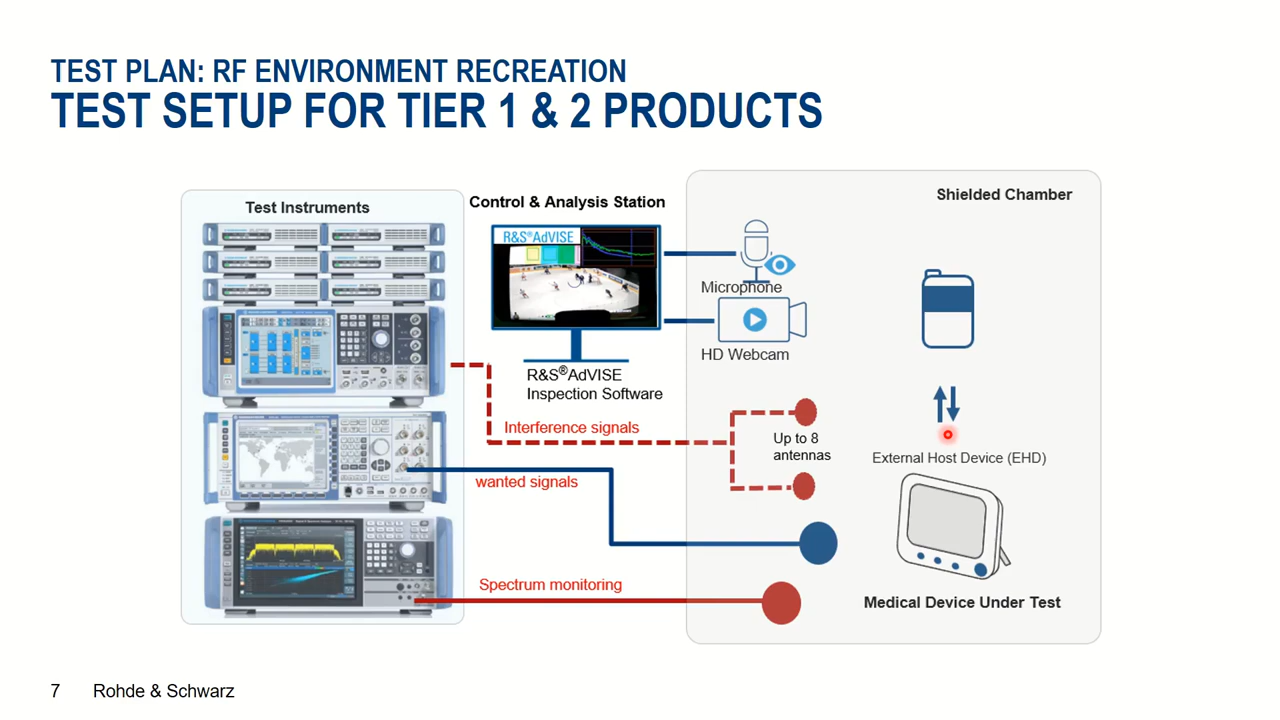 TEST PLAN: RF ENVIRONMENT RECREATION
TEST SETUP FOR TIER 1 & 2 PRODUCTS
Test Instruments
Control & Analysis Station
Shielded Chamber
R&S®AdVISE
Microphone
HD Webcam
R&S®AdVISE
Inspection Software
Interference signals
Up to 8
antennas
External Host Device (EHD)
wanted signals
Spectrum monitoring
Medical Device Under Test
7 Rohde & Schwarz